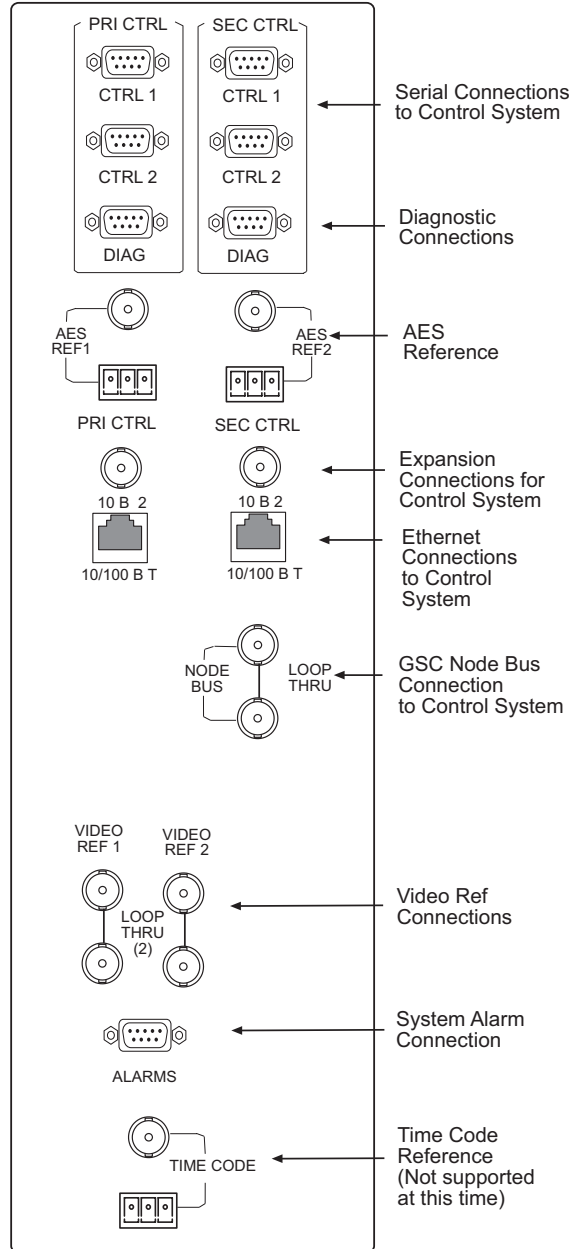 PRI CTRL
SEC CTRL
CTRL 1
CTRL 1
Serial Connections
to Control System
CTRL 2
CTRL 2
DIAG
DIAG
Diagnostic
Connections
AES
REF1
AES
REF2
AES
Reference
PRI CTRL
SEC CTRL
10 B 2
10 B 2
Expansion
Connections for
Control System
10/100 B T
10/100 B T
Ethernet
Connections
to Control
System
NODE
BUS
LOOP
THRU
GSC Node Bus
Connection
to Control System
VIDEO
REF 1
VIDEO
REF 2
LOOP
THRU
(2)
Video Ref
Connections
ALARMS
System Alarm
Connection
TIME CODE
Time Code
Reference
(Not supported
at this time)